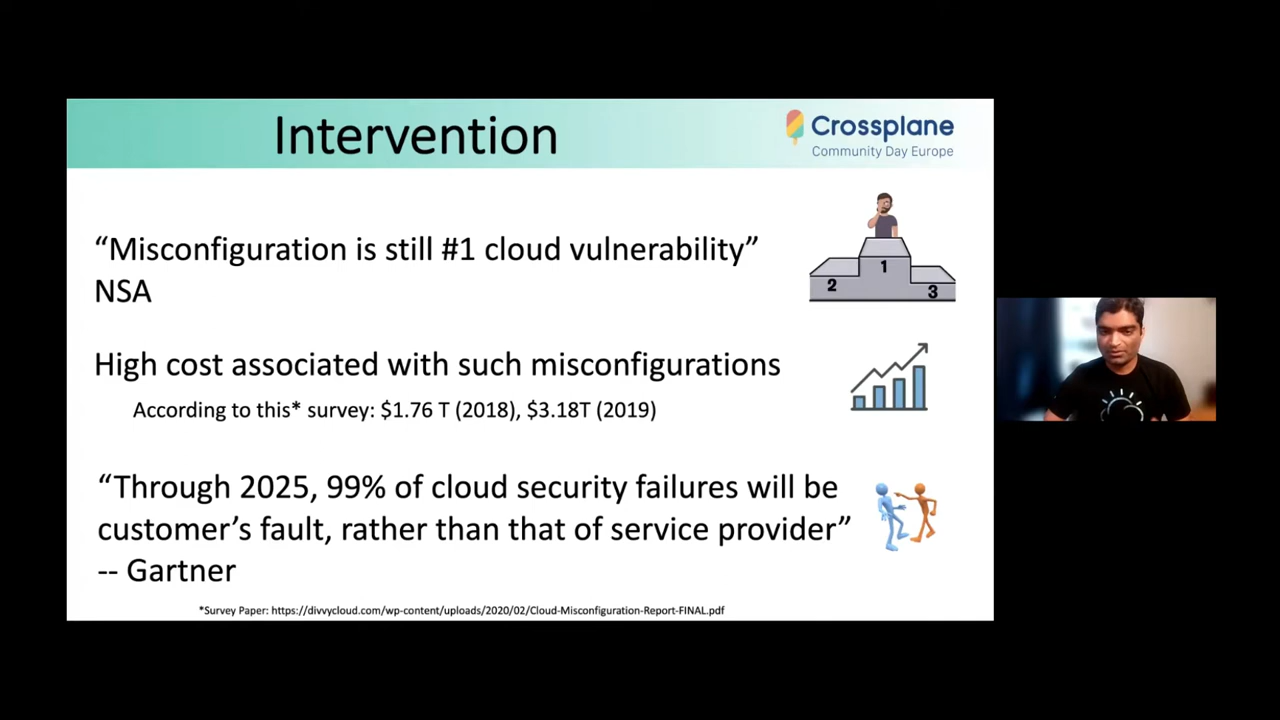 Intervention
Crossplane
Community Day Europe
“Misconfiguration is still #1 cloud vulnerability”
NSA
1
2
3
High cost associated with such misconfigurations
According to this* survey: $1.76 T (2018), $3.18T (2019)
“Through 2025, 99% of cloud security failures will be
customer’s fault, rather than that of service provider”
-- Gartner
*Survey Paper: https://divvycloud.com/wp-content/uploads/2020/02/Cloud-Misconfiguration-Report-FINAL.pdf